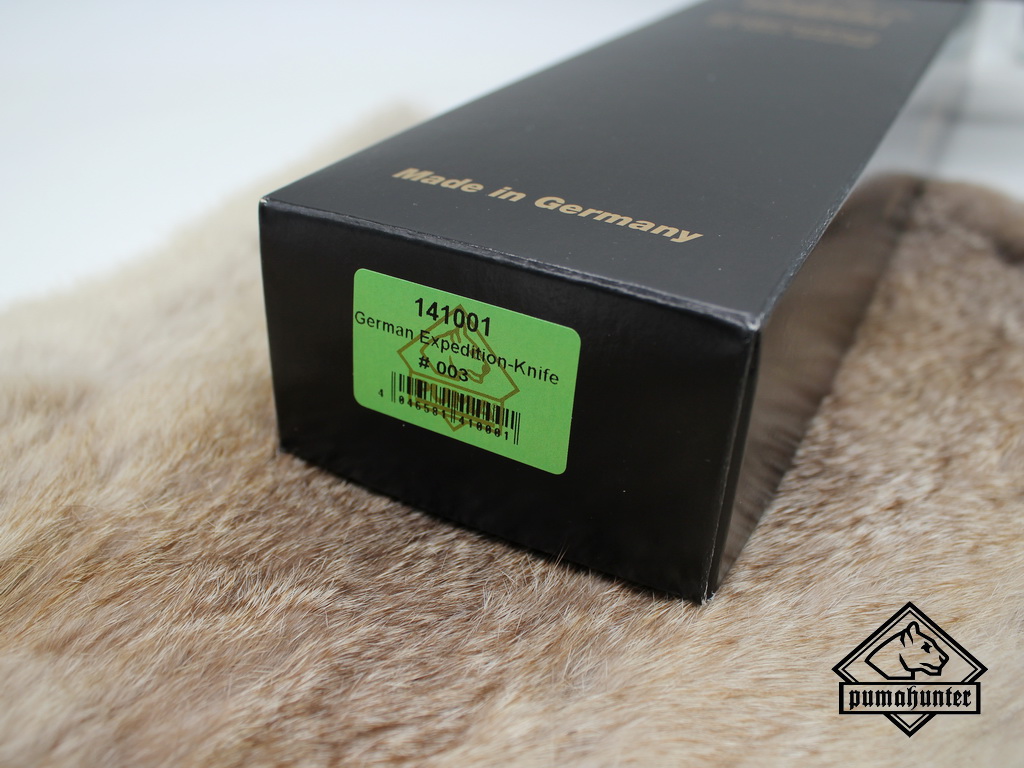 Made in Germany
141001
German Expedition-Knife
# 003
pumahunter